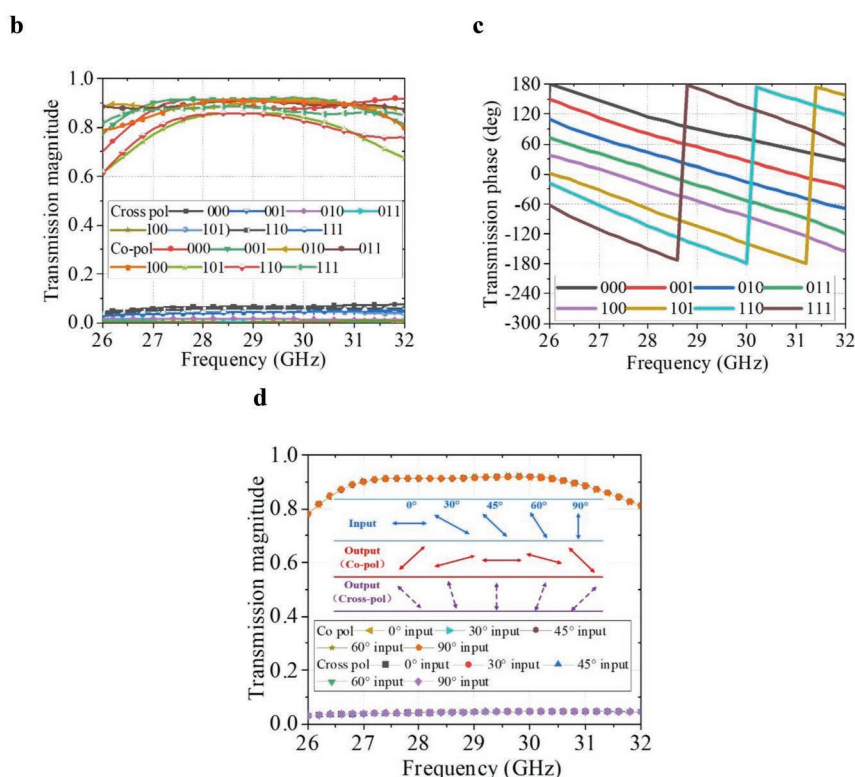 b
1.0
0.8
0.6
0.4
0.2
0.0
Transmission magnitude
Cross pol 000 001 010 011
100 101) 110 111
Co-pol 000 001 010 011
100 101 110 111
26 27 28 29 30 31 32
Frequency (GHz)
c
180
120
60
0
-60
-120
-180
-240
-300
Transmission phase (deg)
000 001 010 011
100 101 110 111
26 27 28 29 30 31 32
Frequency (GHz)
d
1.0
0.8
0.6
0.4
0.2
0.0
Transmission magnitude
0° 30° 45° 60° 90°
Input
Output
(Co-pol)
Output
(Cross-pol)
Co pol 0° input 30° input 45° input
60° input 90° input
Cross pol 0° input 30° input 45° input
60° input 90° input
26 27 28 29 30 31 32
Frequency (GHz)